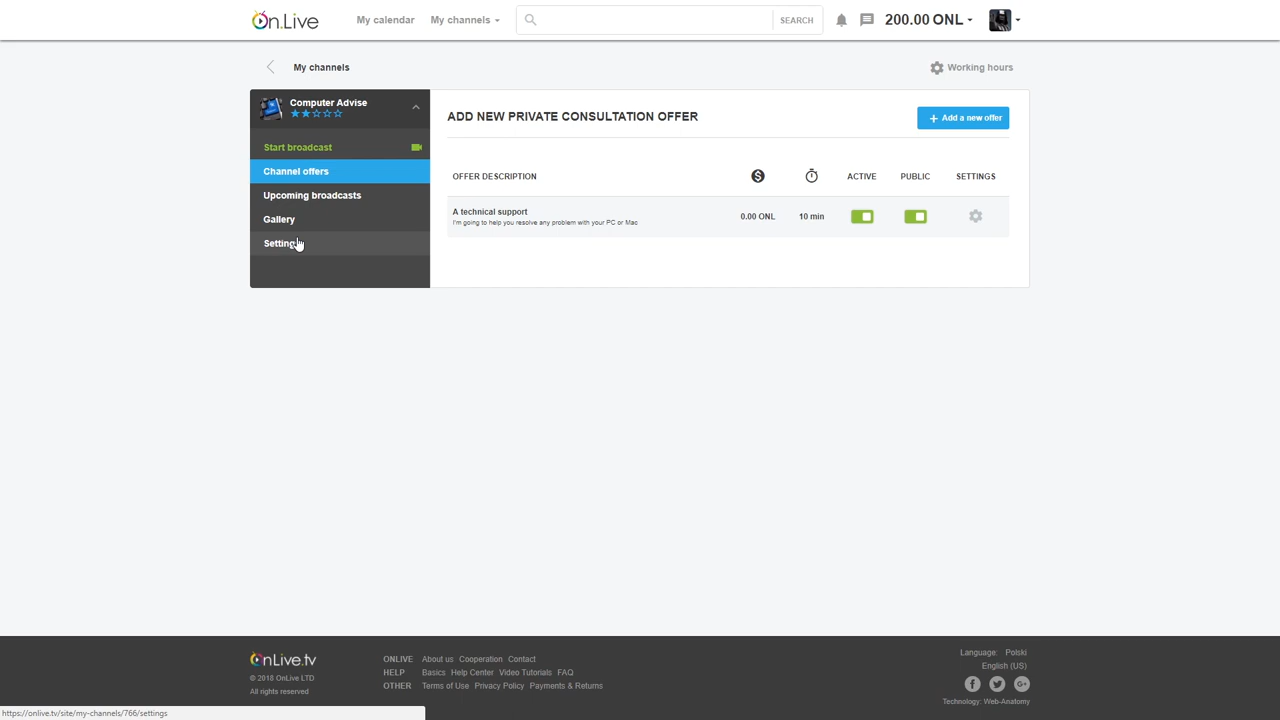 On.Live My calendar My channels SEARCH 200.00 ONL
My channels Working hours
Computer Advise
Start broadcast
Channel offers
Upcoming broadcasts
Gallery
Settings
ADD NEW PRIVATE CONSULTATION OFFER + Add a new offer
OFFER DESCRIPTION ACTIVE PUBLIC SETTINGS
A technical support
I'm going to help you resolve any problem with your PC or Mac
0.00 ONL 10 min
OnLive.tv
© 2018 OnLive LTD
All rights reserved
ONLIVE About us Cooperation Contact
HELP Basics Help Center Video Tutorials FAQ
OTHER Terms of Use Privacy Policy Payments & Returns
Language: Polski
English (US)
Technology: Web-Anatomy
https://onlive.tv/site/my-channels/766/settings